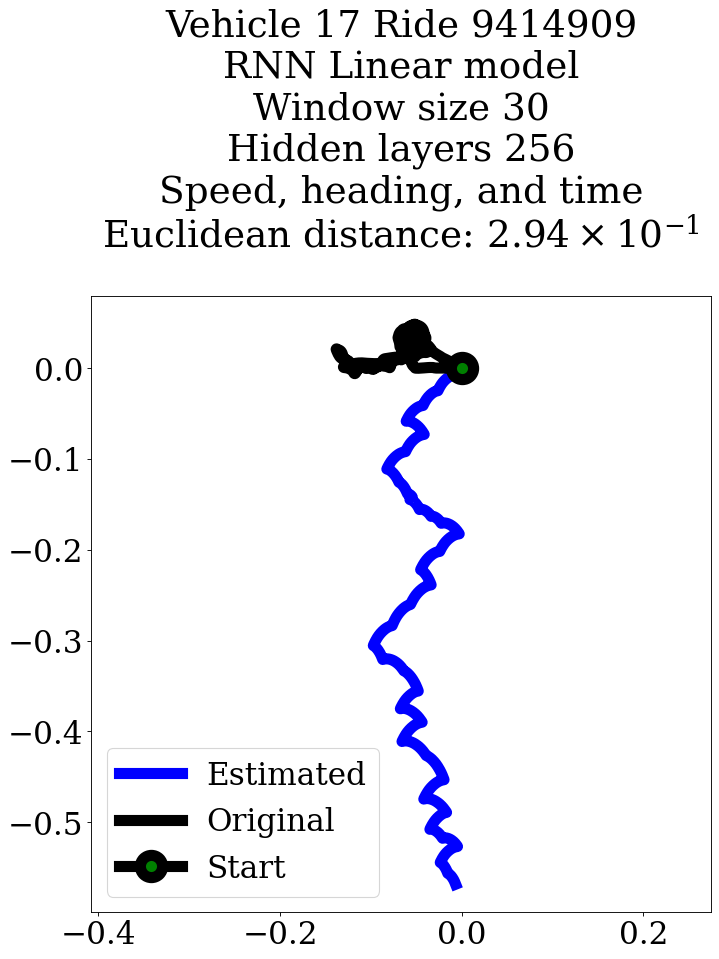 Vehicle 17 Ride 9414909
RNN Linear model
Window size 30
Hidden layers 256
Speed, heading, and time
Euclidean distance: 2.94 × 10⁻¹
0.0
−0.1
−0.2
−0.3
−0.4
−0.5
Estimated
Original
Start
−0.4
−0.2
0.0
0.2